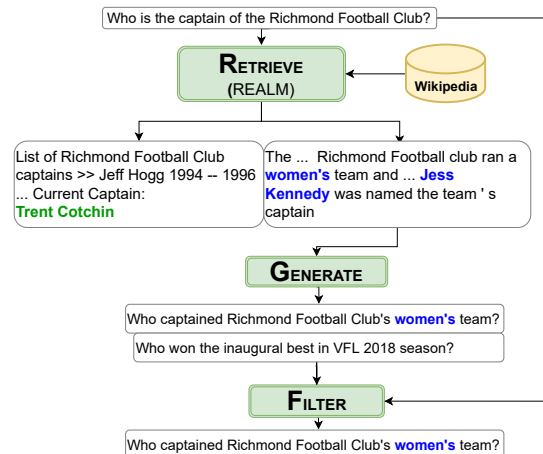 Who is the captain of the Richmond Football Club?
RETRIEVE
(REALM)
Wikipedia
List of Richmond Football Club
captains >> Jeff Hogg 1994 -- 1996
... Current Captain:
Trent Cotchin
The ... Richmond Football club ran a
women's team and ... Jess
Kennedy was named the team ' s
captain
GENERATE
Who captained Richmond Football Club's women's team?
Who won the inaugural best in VFL 2018 season?
FILTER
Who captained Richmond Football Club's women's team?